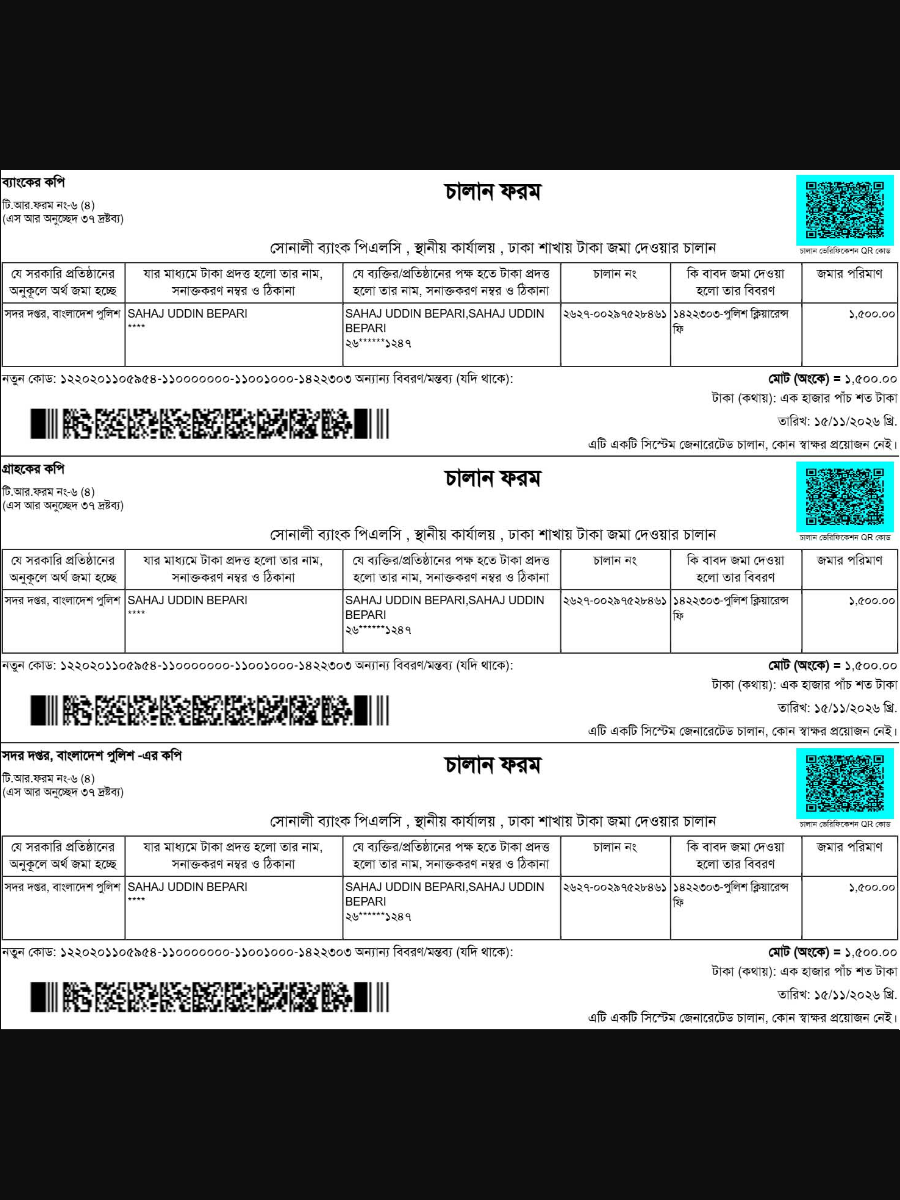 ব্যাংকের কপি
টি.আর.ফরম নং-৬ (৪)
(এস আর অনুচ্ছেদ ৩৭ দ্রষ্টব্য)
চালান ফরম
চালান ভেরিফিকেশন QR কোড
সোনালী ব্যাংক পিএলসি , স্থানীয় কার্যালয় , ঢাকা শাখায় টাকা জমা দেওয়ার চালান
যে সরকারি প্রতিষ্ঠানের অনুকূলে অর্থ জমা হচ্ছে
যার মাধ্যমে টাকা প্রদত্ত হলো তার নাম, সনাক্তকরণ নম্বর ও ঠিকানা
যে ব্যক্তির/প্রতিষ্ঠানের পক্ষ হতে টাকা প্রদত্ত হলো তার নাম, সনাক্তকরণ নম্বর ও ঠিকানা
চালান নং
কি বাবদ জমা দেওয়া হলো তার বিবরণ
জমার পরিমাণ
সদর দপ্তর, বাংলাদেশ পুলিশ
SAHAJ UDDIN BEPARI
****
SAHAJ UDDIN BEPARI,SAHAJ UDDIN
BEPARI
২৬******১২৪৭
২৬২৭-০০২৯৭৫২৮৪৬১
১৪২২৩০৩-পুলিশ ক্লিয়ারেন্স
ফি
১,৫০০.০০
নতুন কোড: ১২২০২০১১০৫৯৫৪-১১০০০০০০০-১১০০১০০০-১৪২২৩০৩ অন্যান্য বিবরণ/মন্তব্য (যদি থাকে):
মোট (অংকে) = ১,৫০০.০০
টাকা (কথায়): এক হাজার পাঁচ শত টাকা
তারিখ: ১৫/১১/২০২৬ খ্রি.
এটি একটি সিস্টেম জেনারেটেড চালান, কোন স্বাক্ষর প্রয়োজন নেই।
গ্রাহকের কপি
টি.আর.ফরম নং-৬ (৪)
(এস আর অনুচ্ছেদ ৩৭ দ্রষ্টব্য)
চালান ফরম
চালান ভেরিফিকেশন QR কোড
সোনালী ব্যাংক পিএলসি , স্থানীয় কার্যালয় , ঢাকা শাখায় টাকা জমা দেওয়ার চালান
যে সরকারি প্রতিষ্ঠানের অনুকূলে অর্থ জমা হচ্ছে
যার মাধ্যমে টাকা প্রদত্ত হলো তার নাম, সনাক্তকরণ নম্বর ও ঠিকানা
যে ব্যক্তির/প্রতিষ্ঠানের পক্ষ হতে টাকা প্রদত্ত হলো তার নাম, সনাক্তকরণ নম্বর ও ঠিকানা
চালান নং
কি বাবদ জমা দেওয়া হলো তার বিবরণ
জমার পরিমাণ
সদর দপ্তর, বাংলাদেশ পুলিশ
SAHAJ UDDIN BEPARI
****
SAHAJ UDDIN BEPARI,SAHAJ UDDIN
BEPARI
২৬******১২৪৭
২৬২৭-০০২৯৭৫২৮৪৬১
১৪২২৩০৩-পুলিশ ক্লিয়ারেন্স
ফি
১,৫০০.০০
নতুন কোড: ১২২০২০১১০৫৯৫৪-১১০০০০০০০-১১০০১০০০-১৪২২৩০৩ অন্যান্য বিবরণ/মন্তব্য (যদি থাকে):
মোট (অংকে) = ১,৫০০.০০
টাকা (কথায়): এক হাজার পাঁচ শত টাকা
তারিখ: ১৫/১১/২০২৬ খ্রি.
এটি একটি সিস্টেম জেনারেটেড চালান, কোন স্বাক্ষর প্রয়োজন নেই।
সদর দপ্তর, বাংলাদেশ পুলিশ -এর কপি
টি.আর.ফরম নং-৬ (৪)
(এস আর অনুচ্ছেদ ৩৭ দ্রষ্টব্য)
চালান ফরম
চালান ভেরিফিকেশন QR কোড
সোনালী ব্যাংক পিএলসি , স্থানীয় কার্যালয় , ঢাকা শাখায় টাকা জমা দেওয়ার চালান
যে সরকারি প্রতিষ্ঠানের অনুকূলে অর্থ জমা হচ্ছে
যার মাধ্যমে টাকা প্রদত্ত হলো তার নাম, সনাক্তকরণ নম্বর ও ঠিকানা
যে ব্যক্তির/প্রতিষ্ঠানের পক্ষ হতে টাকা প্রদত্ত হলো তার নাম, সনাক্তকরণ নম্বর ও ঠিকানা
চালান নং
কি বাবদ জমা দেওয়া হলো তার বিবরণ
জমার পরিমাণ
সদর দপ্তর, বাংলাদেশ পুলিশ
SAHAJ UDDIN BEPARI
****
SAHAJ UDDIN BEPARI,SAHAJ UDDIN
BEPARI
২৬******১২৪৭
২৬২৭-০০২৯৭৫২৮৪৬১
১৪২২৩০৩-পুলিশ ক্লিয়ারেন্স
ফি
১,৫০০.০০
নতুন কোড: ১২২০২০১১০৫৯৫৪-১১০০০০০০০-১১০০১০০০-১৪২২৩০৩ অন্যান্য বিবরণ/মন্তব্য (যদি থাকে):
মোট (অংকে) = ১,৫০০.০০
টাকা (কথায়): এক হাজার পাঁচ শত টাকা
তারিখ: ১৫/১১/২০২৬ খ্রি.
এটি একটি সিস্টেম জেনারেটেড চালান, কোন স্বাক্ষর প্রয়োজন নেই।